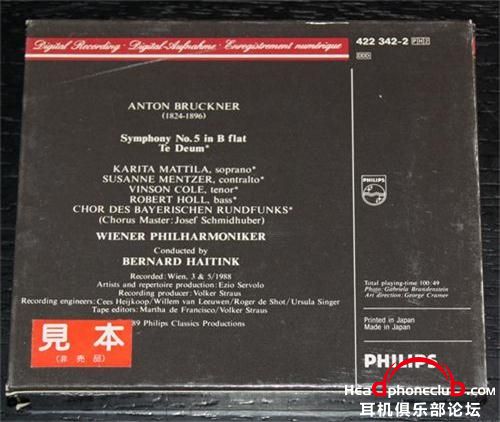 Digital Recording · Digital-Aufnahme · Enregistrement numérique
422 342-2 PH2
DDD
ANTON BRUCKNER
(1824-1896)
Symphony No. 5 in B flat
Te Deum*
KARITA MATTILA, soprano*
SUSANNE MENTZER, contralto*
VINSON COLE, tenor*
ROBERT HOLL, bass*
CHOR DES BAYERISCHEN RUNDFUNKS*
(Chorus Master: Josef Schmidhuber)
WIENER PHILHARMONIKER
Conducted by
BERNARD HAITINK
Recorded: Wien, 3 & 5/1988
Artists and repertoire production: Ezio Servolo
Recording producer: Volker Straus
Recording engineers: Cees Heijkoop/Willem van Leeuwen/Roger de Shot/Ursula Singer
Tape editors: Martha de Francisco/Volker Straus
89 Philips Classics Productions
見本
(非売品)
PHILIPS
Total playing-time 100:49
Photo: Gabriela Brandenstein
Art direction: George Cramer
Printed in Japan
Made in Japan
PHILIPS
HeadphoneClub.com
耳机俱乐部论坛